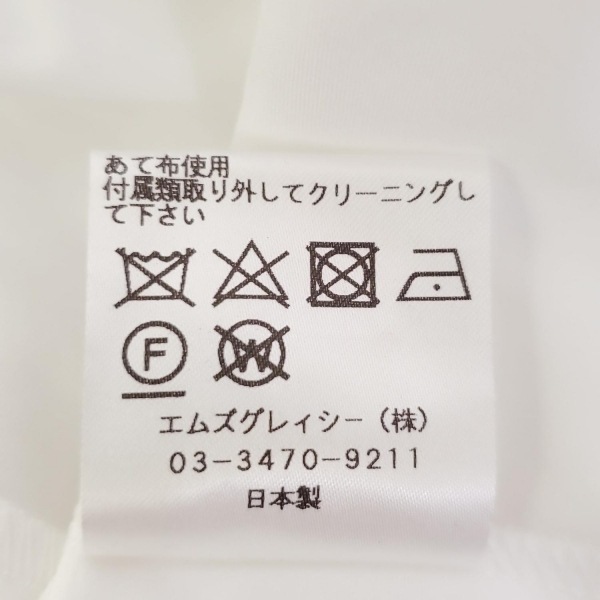 あて布使用
付属類取り外してクリーニングし
て下さい
F W
エムズグレィシー（株）
03-3470-9211
日本製